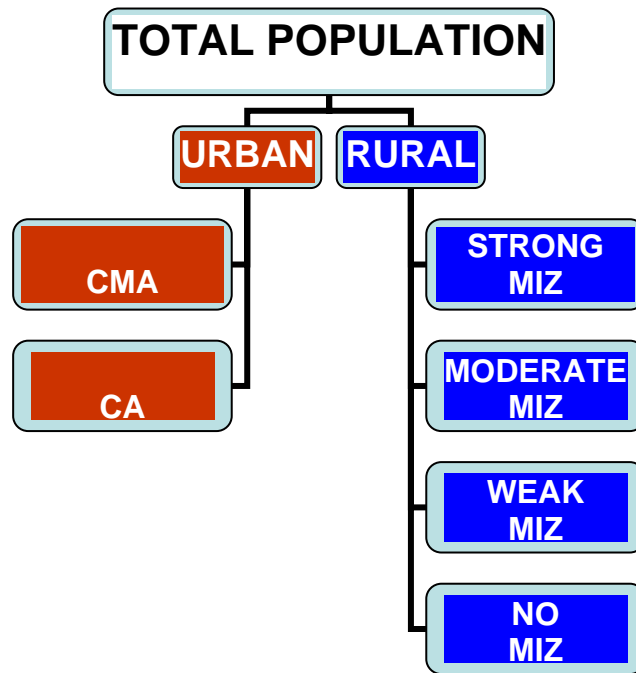 TOTAL POPULATION
URBAN
RURAL
CMA
CA
STRONG
MIZ
MODERATE
MIZ
WEAK
MIZ
NO
MIZ